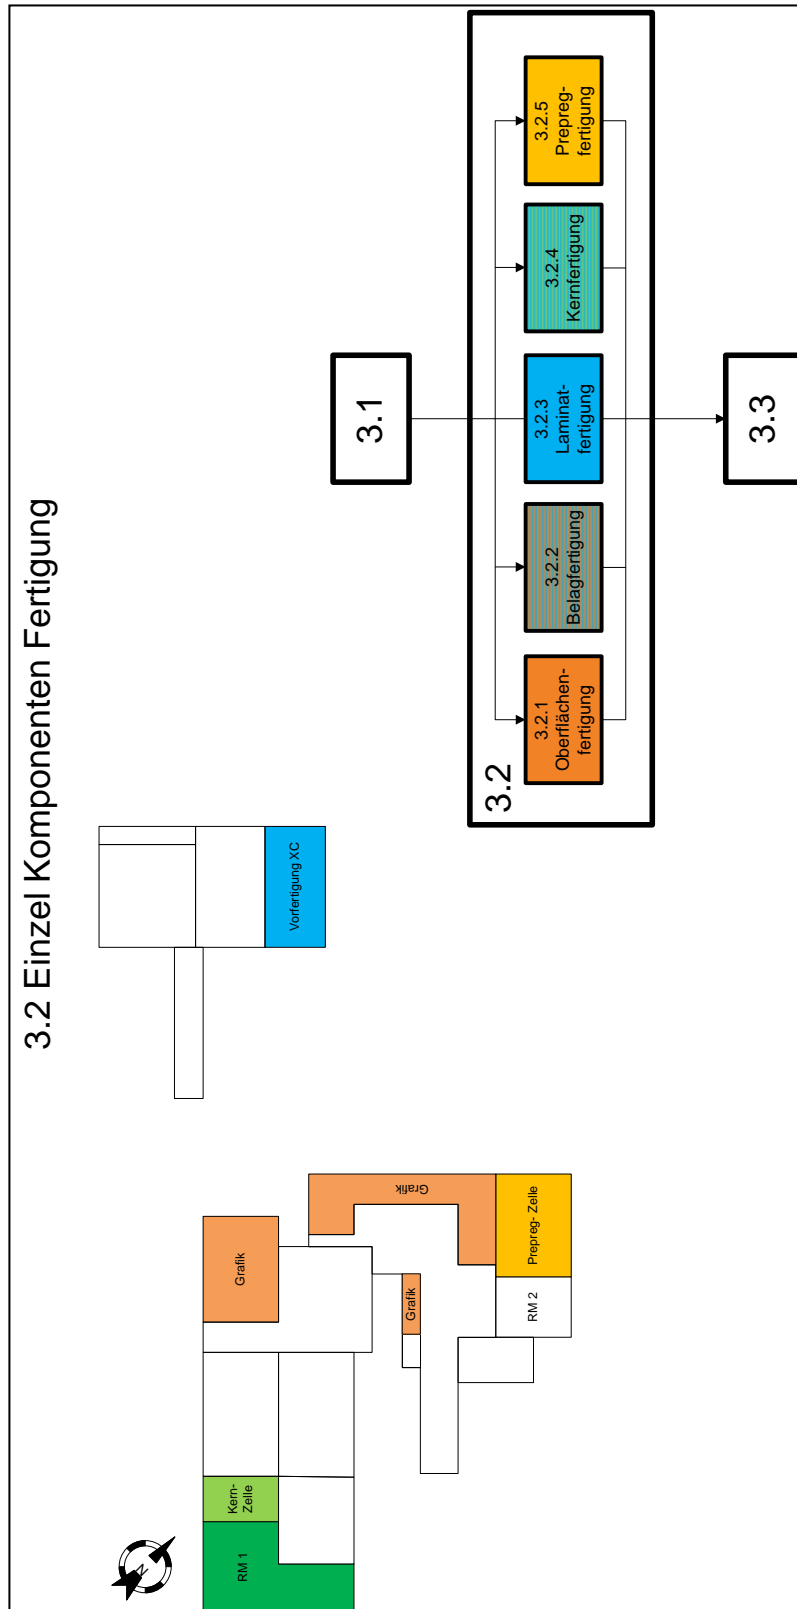 3.2 Einzel Komponenten Fertigung
3.1
3.2
3.2.1
Oberflächen-
fertigung
3.2.2
Belagfertigung
3.2.3
Laminat-
fertigung
3.2.4
Kernfertigung
3.2.5
Prepreg-
fertigung
3.3
Vorfertigung XC
N
RM 1
Kern-
Zelle
Grafik
Grafik
Grafik
RM 2
Prepreg- Zelle